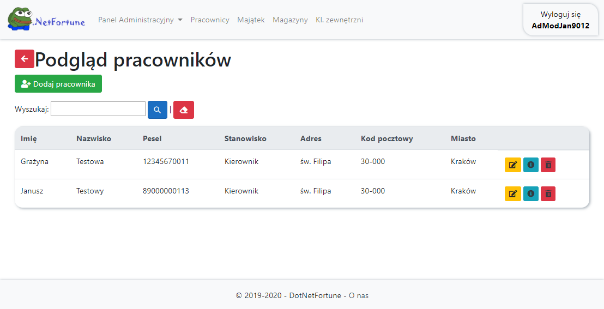 .NetFortune Panel Administracyjny Pracownicy Majątek Magazyny Kl. zewnętrzni Wyloguj się
AdModJan9012
Podgląd pracowników
Dodaj pracownika
Wyszukaj: |
Imię Nazwisko Pesel Stanowisko Adres Kod pocztowy Miasto
Grażyna Testowa 12345670011 Kierownik św. Filipa 30-000 Kraków
Janusz Testowy 89000000113 Kierownik św. Filipa 30-000 Kraków
© 2019-2020 - DotNetFortune - O nas